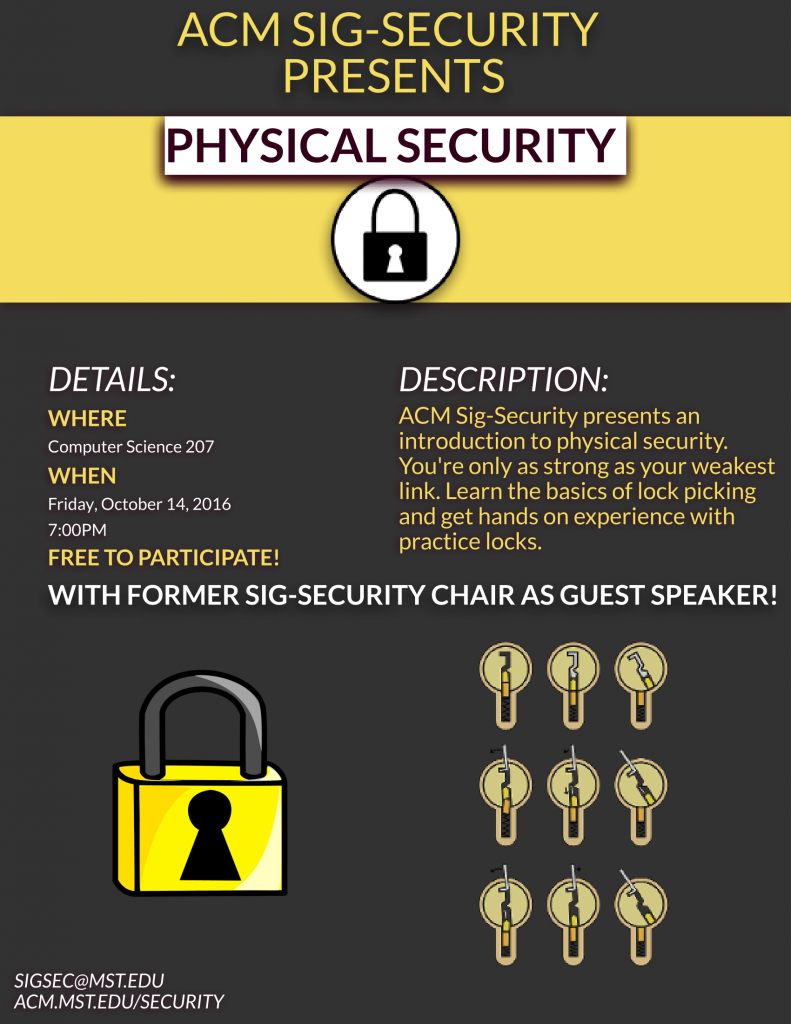 ACM SIG-SECURITY
PRESENTS
PHYSICAL SECURITY
DETAILS:
WHERE
Computer Science 207
WHEN
Friday, October 14, 2016
7:00PM
FREE TO PARTICIPATE!
DESCRIPTION:
ACM Sig-Security presents an
introduction to physical security.
You're only as strong as your weakest
link. Learn the basics of lock picking
and get hands on experience with
practice locks.
WITH FORMER SIG-SECURITY CHAIR AS GUEST SPEAKER!
SIGSEC@MST.EDU
ACM.MST.EDU/SECURITY